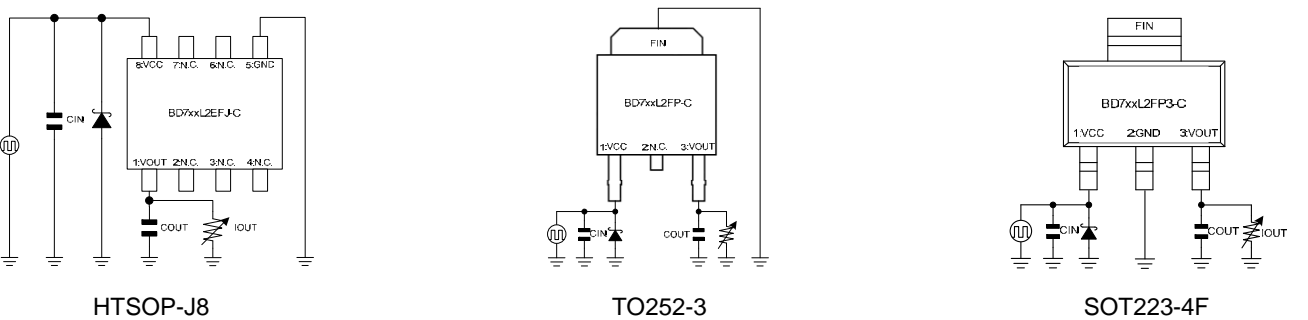 8:VCC 7:N.C. 6:N.C. 5:GND
BD7xxL2EFJ-C
1:VOUT 2:N.C. 3:N.C. 4:N.C.
CIN
COUT
IOUT
HTSOP-J8
FIN
BD7xxL2FP-C
1:VCC 2:N.C. 3:VOUT
CIN
COUT
TO252-3
FIN
BD7xxL2FP3-C
1:VCC 2:GND 3:VOUT
CIN
COUT
IOUT
SOT223-4F